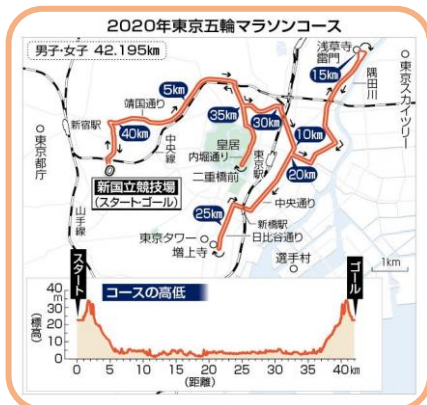 2020年東京五輪マラソンコース
男子・女子 42.195km
浅草寺
雷門
15km
隅田川
東京スカイツリー
5km
靖国通り
新宿駅
40km
中央線
35km
30km
10km
皇居
内堀通り
二重橋前
東京駅
20km
東京都庁
新国立競技場
(スタート・ゴール)
山手線
25km
中央通り
新橋駅
日比谷通り
東京タワー
増上寺
選手村
1km
スタート
コースの高低
ゴール
(標高)
40
m
30
20
10
0
0 5 10 15 20 25 30 35 40km
(距離)